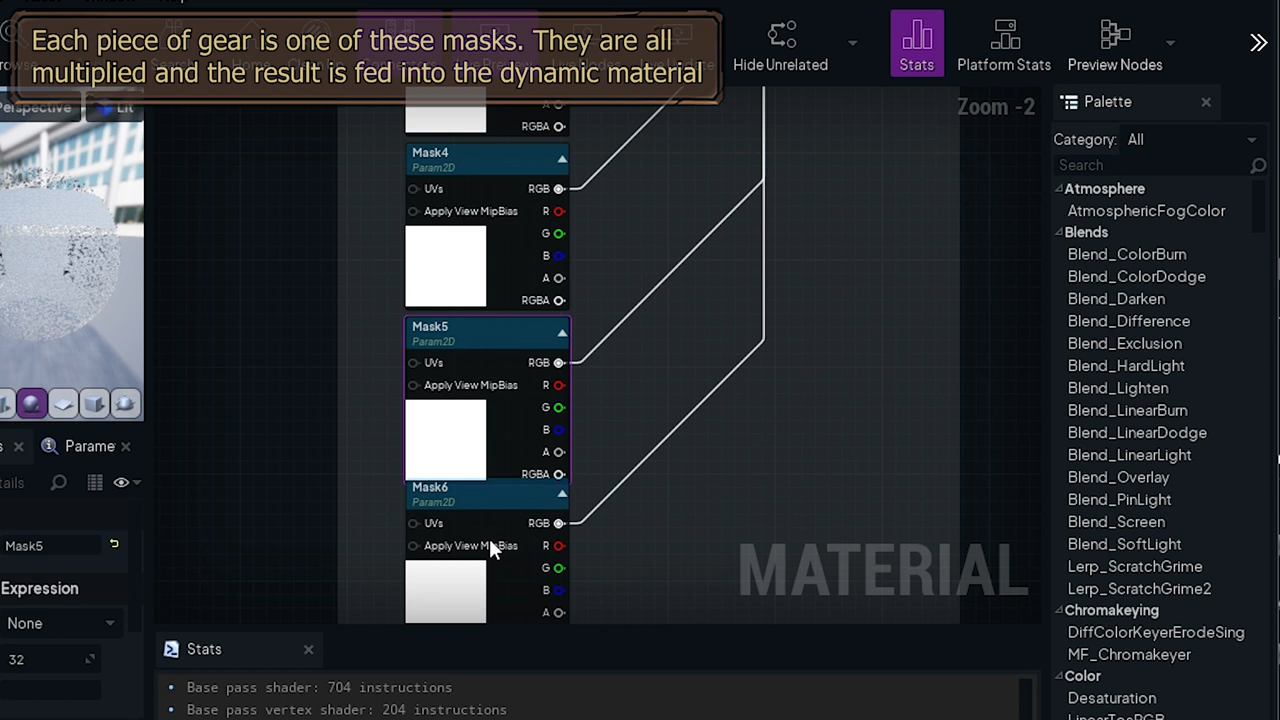 Each piece of gear is one of these masks. They are all
multiplied and the result is fed into the dynamic material
Hide Unrelated
Stats
Platform Stats
Preview Nodes
Perspective
Lit
Zoom -2
Palette
Category: All
Search
Atmosphere
AtmosphericFogColor
Blends
Blend_ColorBurn
Blend_ColorDodge
Blend_Darken
Blend_Difference
Blend_Exclusion
Blend_HardLight
Blend_Lighten
Blend_LinearBurn
Blend_LinearDodge
Blend_LinearLight
Blend_Overlay
Blend_PinLight
Blend_Screen
Blend_SoftLight
Lerp_ScratchGrime
Lerp_ScratchGrime2
Chromakeying
DiffColorKeyerErodeSing
MF_Chromakeyer
Color
Desaturation
A
RGBA
Mask4
Param2D
UVs RGB
Apply View MipBias R
G
B
A
RGBA
Mask5
Param2D
UVs RGB
Apply View MipBias R
G
B
A
RGBA
Mask6
Param2D
UVs RGB
Apply View MipBias R
G
B
A
MATERIAL
s
Parame
tails
Mask5
Expression
None
32
Stats
• Base pass shader: 704 instructions
• Base pass vertex shader: 204 instructions